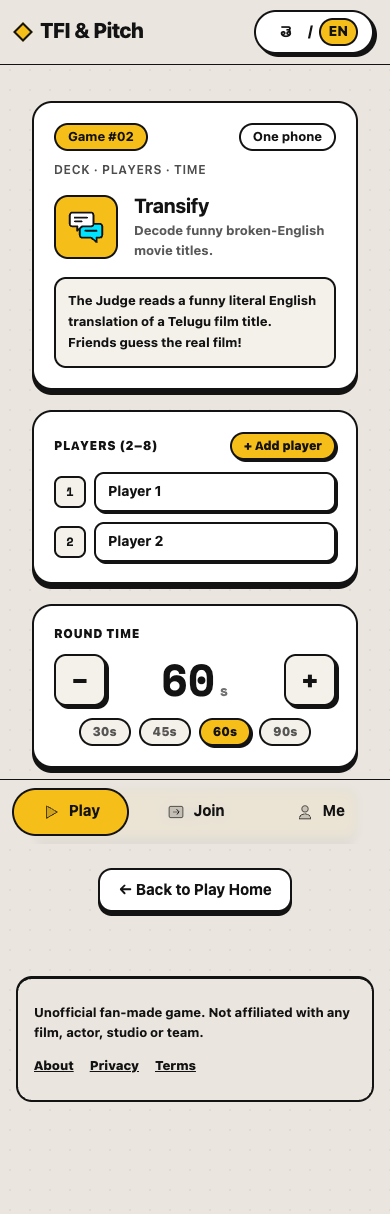 TFI & Pitch
తె / EN
Game #02
One phone
DECK · PLAYERS · TIME
Transify
Decode funny broken-English
movie titles.
The Judge reads a funny literal English
translation of a Telugu film title.
Friends guess the real film!
PLAYERS (2–8)
+ Add player
1 Player 1
2 Player 2
ROUND TIME
− 60 s +
30s 45s 60s 90s
Play Join Me
← Back to Play Home
Unofficial fan-made game. Not affiliated with any
film, actor, studio or team.
About Privacy Terms